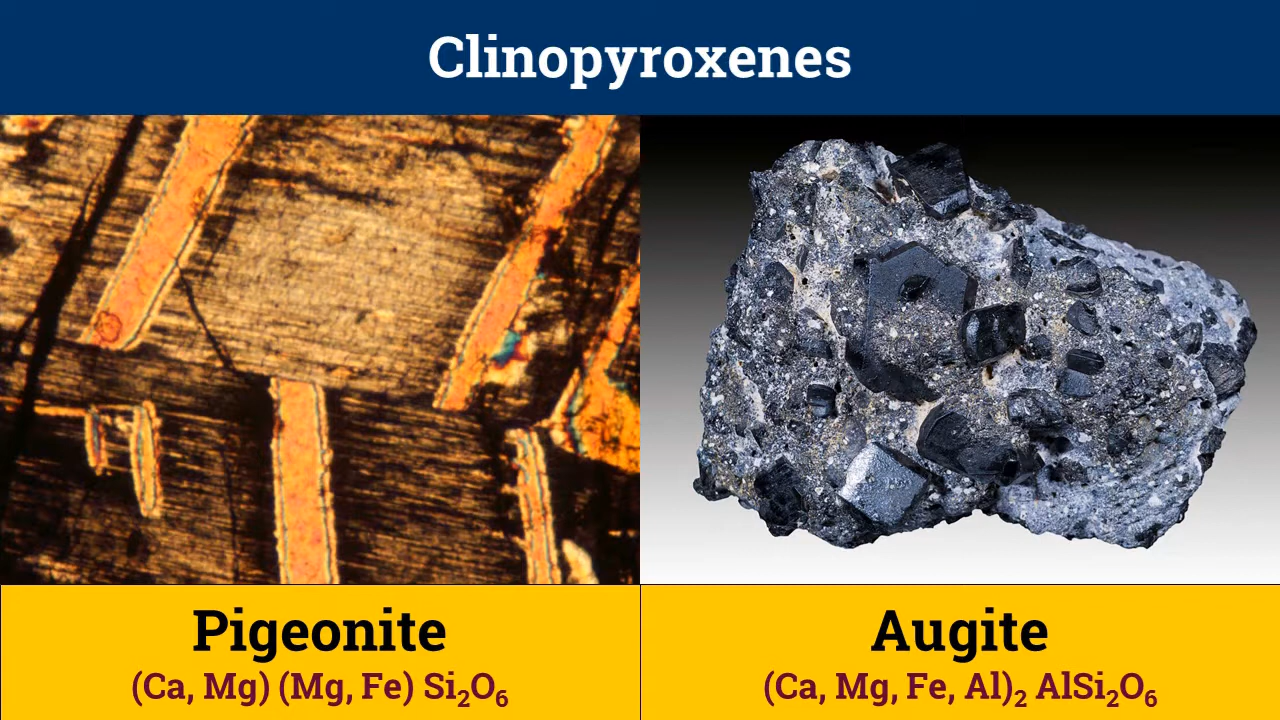 Clinopyroxenes
Pigeonite
(Ca, Mg) (Mg, Fe) Si₂O₆
Augite
(Ca, Mg, Fe, Al)₂ AlSi₂O₆